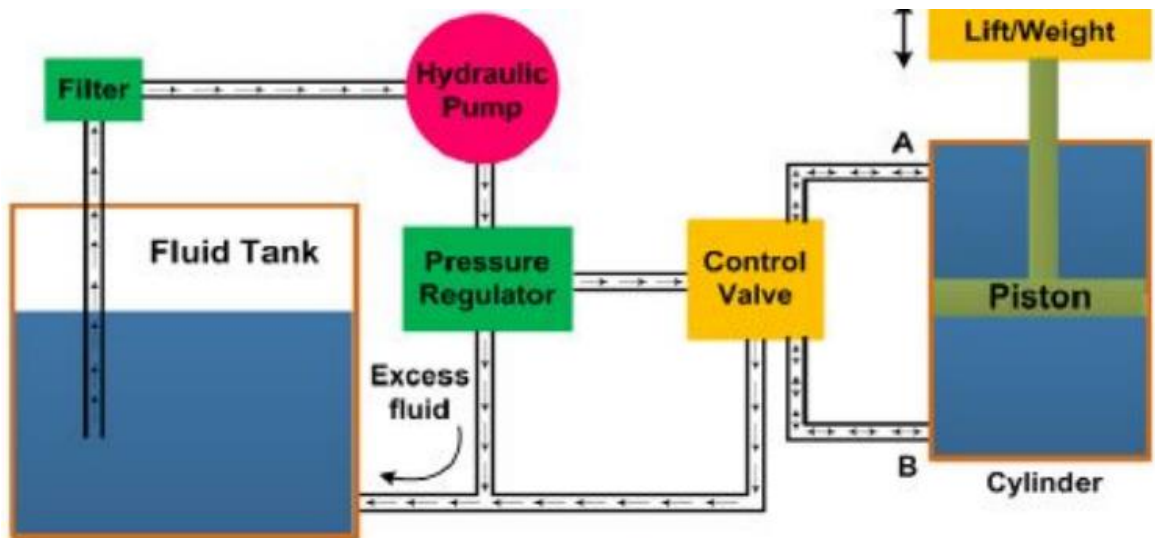 Lift/Weight
Filter
Hydraulic
Pump
A
Fluid Tank
Pressure
Regulator
Control
Valve
Piston
Excess
fluid
B
Cylinder